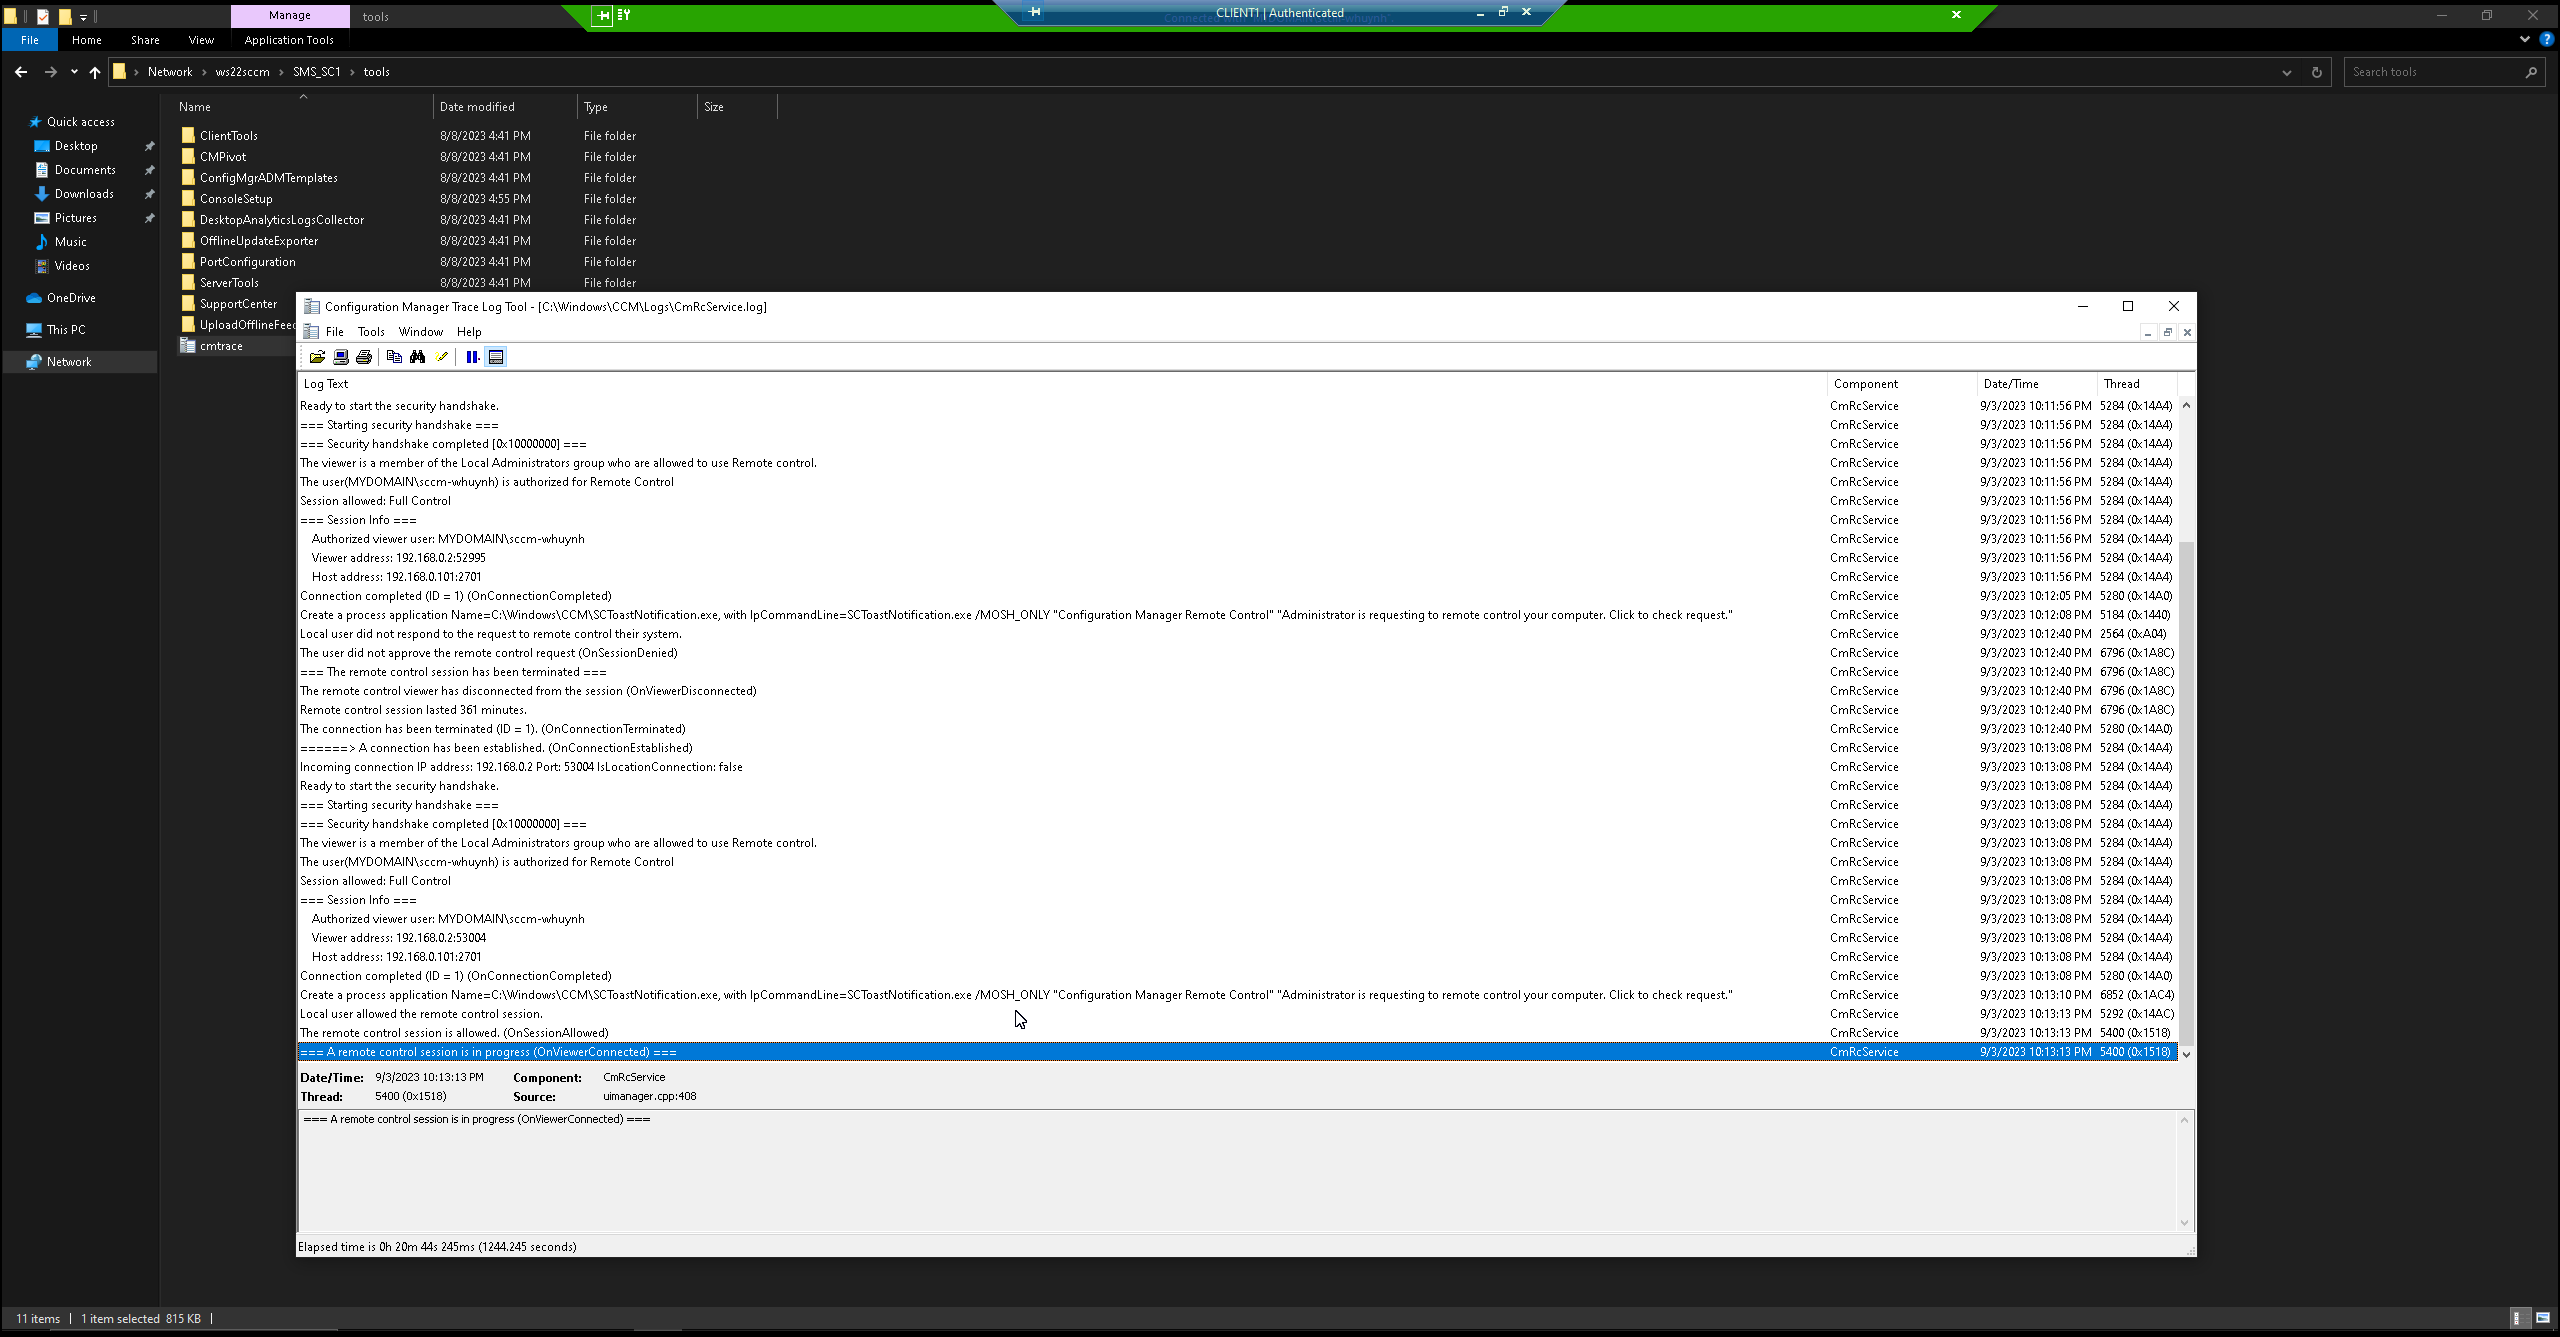 Manage
tools
CLIENT1 | Authenticated
File
Home
Share
View
Application Tools
Network
ws22sccm
SMS_SC1
tools
Search tools
Name
Date modified
Type
Size
Quick access
Desktop
Documents
Downloads
Pictures
Music
Videos
OneDrive
This PC
Network
ClientTools 8/8/2023 4:41 PM File folder
CMPivot 8/8/2023 4:41 PM File folder
ConfigMgrADMTemplates 8/8/2023 4:41 PM File folder
ConsoleSetup 8/8/2023 4:55 PM File folder
DesktopAnalyticsLogsCollector 8/8/2023 4:41 PM File folder
OfflineUpdateExporter 8/8/2023 4:41 PM File folder
PortConfiguration 8/8/2023 4:41 PM File folder
ServerTools 8/8/2023 4:41 PM File folder
SupportCenter
UploadOfflineFeed
cmtrace
Configuration Manager Trace Log Tool - [C:\Windows\CCM\Logs\CmRcService.log]
File Tools Window Help
Log Text Component Date/Time Thread
Ready to start the security handshake. CmRcService 9/3/2023 10:11:56 PM 5284 (0x14A4)
=== Starting security handshake === CmRcService 9/3/2023 10:11:56 PM 5284 (0x14A4)
=== Security handshake completed [0x10000000] === CmRcService 9/3/2023 10:11:56 PM 5284 (0x14A4)
The viewer is a member of the Local Administrators group who are allowed to use Remote control. CmRcService 9/3/2023 10:11:56 PM 5284 (0x14A4)
The user(MYDOMAIN\sccm-whuynh) is authorized for Remote Control CmRcService 9/3/2023 10:11:56 PM 5284 (0x14A4)
Session allowed: Full Control CmRcService 9/3/2023 10:11:56 PM 5284 (0x14A4)
=== Session Info === CmRcService 9/3/2023 10:11:56 PM 5284 (0x14A4)
Authorized viewer user: MYDOMAIN\sccm-whuynh CmRcService 9/3/2023 10:11:56 PM 5284 (0x14A4)
Viewer address: 192.168.0.2:52995 CmRcService 9/3/2023 10:11:56 PM 5284 (0x14A4)
Host address: 192.168.0.101:2701 CmRcService 9/3/2023 10:11:56 PM 5284 (0x14A4)
Connection completed (ID = 1) (OnConnectionCompleted) CmRcService 9/3/2023 10:12:05 PM 5280 (0x14A0)
Create a process application Name=C:\Windows\CCM\SCToastNotification.exe, with lpCommandLine=SCToastNotification.exe /MOSH_ONLY "Configuration Manager Remote Control" "Administrator is requesting to remote control your computer. Click to check request." CmRcService 9/3/2023 10:12:08 PM 5184 (0x1440)
Local user did not respond to the request to remote control their system. CmRcService 9/3/2023 10:12:40 PM 2564 (0xA04)
The user did not approve the remote control request (OnSessionDenied) CmRcService 9/3/2023 10:12:40 PM 6796 (0x1A8C)
=== The remote control session has been terminated === CmRcService 9/3/2023 10:12:40 PM 6796 (0x1A8C)
The remote control viewer has disconnected from the session (OnViewerDisconnected) CmRcService 9/3/2023 10:12:40 PM 6796 (0x1A8C)
Remote control session lasted 361 minutes. CmRcService 9/3/2023 10:12:40 PM 6796 (0x1A8C)
The connection has been terminated (ID = 1). (OnConnectionTerminated) CmRcService 9/3/2023 10:12:40 PM 5280 (0x14A0)
======> A connection has been established. (OnConnectionEstablished) CmRcService 9/3/2023 10:13:08 PM 5284 (0x14A4)
Incoming connection IP address: 192.168.0.2 Port: 53004 IsLocationConnection: false CmRcService 9/3/2023 10:13:08 PM 5284 (0x14A4)
Ready to start the security handshake. CmRcService 9/3/2023 10:13:08 PM 5284 (0x14A4)
=== Starting security handshake === CmRcService 9/3/2023 10:13:08 PM 5284 (0x14A4)
=== Security handshake completed [0x10000000] === CmRcService 9/3/2023 10:13:08 PM 5284 (0x14A4)
The viewer is a member of the Local Administrators group who are allowed to use Remote control. CmRcService 9/3/2023 10:13:08 PM 5284 (0x14A4)
The user(MYDOMAIN\sccm-whuynh) is authorized for Remote Control CmRcService 9/3/2023 10:13:08 PM 5284 (0x14A4)
Session allowed: Full Control CmRcService 9/3/2023 10:13:08 PM 5284 (0x14A4)
=== Session Info === CmRcService 9/3/2023 10:13:08 PM 5284 (0x14A4)
Authorized viewer user: MYDOMAIN\sccm-whuynh CmRcService 9/3/2023 10:13:08 PM 5284 (0x14A4)
Viewer address: 192.168.0.2:53004 CmRcService 9/3/2023 10:13:08 PM 5284 (0x14A4)
Host address: 192.168.0.101:2701 CmRcService 9/3/2023 10:13:08 PM 5284 (0x14A4)
Connection completed (ID = 1) (OnConnectionCompleted) CmRcService 9/3/2023 10:13:08 PM 5280 (0x14A0)
Create a process application Name=C:\Windows\CCM\SCToastNotification.exe, with lpCommandLine=SCToastNotification.exe /MOSH_ONLY "Configuration Manager Remote Control" "Administrator is requesting to remote control your computer. Click to check request." CmRcService 9/3/2023 10:13:10 PM 6852 (0x1AC4)
Local user allowed the remote control session. CmRcService 9/3/2023 10:13:13 PM 5292 (0x14AC)
The remote control session is allowed. (OnSessionAllowed) CmRcService 9/3/2023 10:13:13 PM 5400 (0x1518)
=== A remote control session is in progress (OnViewerConnected) === CmRcService 9/3/2023 10:13:13 PM 5400 (0x1518)
Date/Time: 9/3/2023 10:13:13 PM Component: CmRcService
Thread: 5400 (0x1518) Source: uimanager.cpp:408
=== A remote control session is in progress (OnViewerConnected) ===
Elapsed time is 0h 20m 44s 245ms (1244.245 seconds)
11 items 1 item selected 815 KB